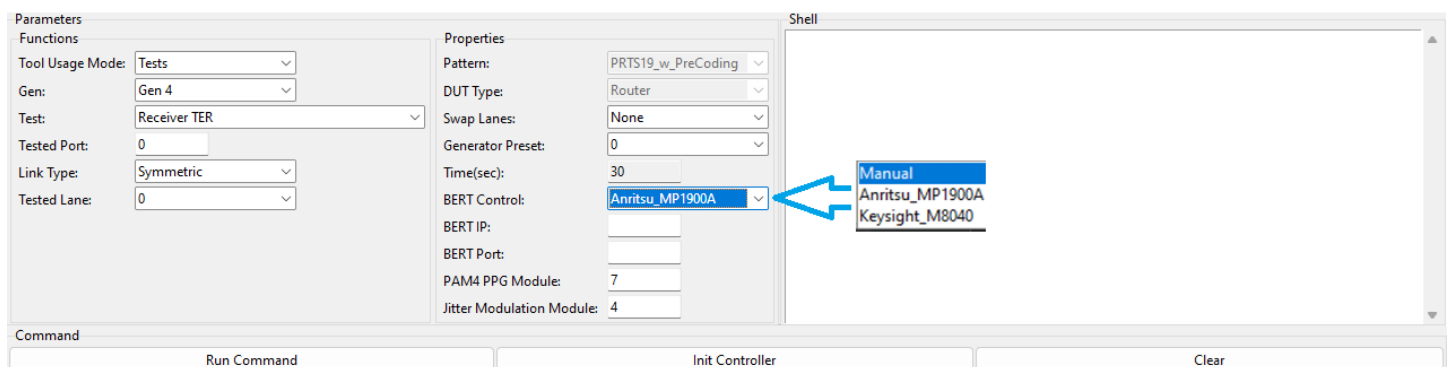 Parameters
Functions
Tool Usage Mode: Tests
Gen: Gen 4
Test: Receiver TER
Tested Port: 0
Link Type: Symmetric
Tested Lane: 0
Properties
Pattern: PRTS19_w_PreCoding
DUT Type: Router
Swap Lanes: None
Generator Preset: 0
Time(sec): 30
BERT Control: Anritsu_MP1900A
BERT IP:
BERT Port:
PAM4 PPG Module: 7
Jitter Modulation Module: 4
Shell
Manual
Anritsu_MP1900A
Keysight_M8040
Command
Run Command
Init Controller
Clear